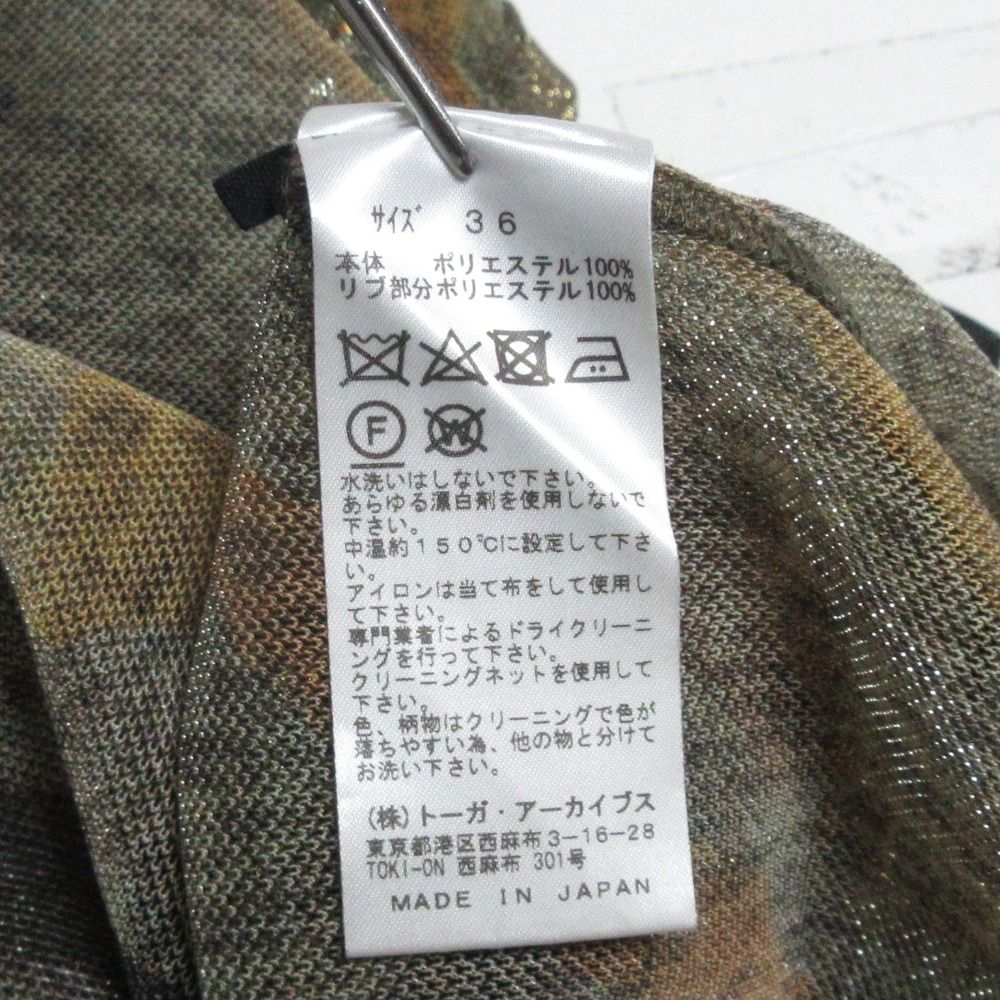 ｻｲｽﾞ 36
本体 ポリエステル100%
リブ部分ポリエステル100%
F
W
水洗いはしないで下さい。
あらゆる漂白剤を使用しないで
下さい。
中温約150℃に設定して下さ
い。
アイロンは当て布をして使用し
て下さい。
専門業者によるドライクリーニ
ングを行って下さい。
クリーニングネットを使用して
下さい。
色、柄物はクリーニングで色が
落ちやすい為、他の物と分けて
お洗い下さい。
(株)トーガ・アーカイブス
東京都港区西麻布3-16-28
TOKI-ON 西麻布 301号
MADE IN JAPAN